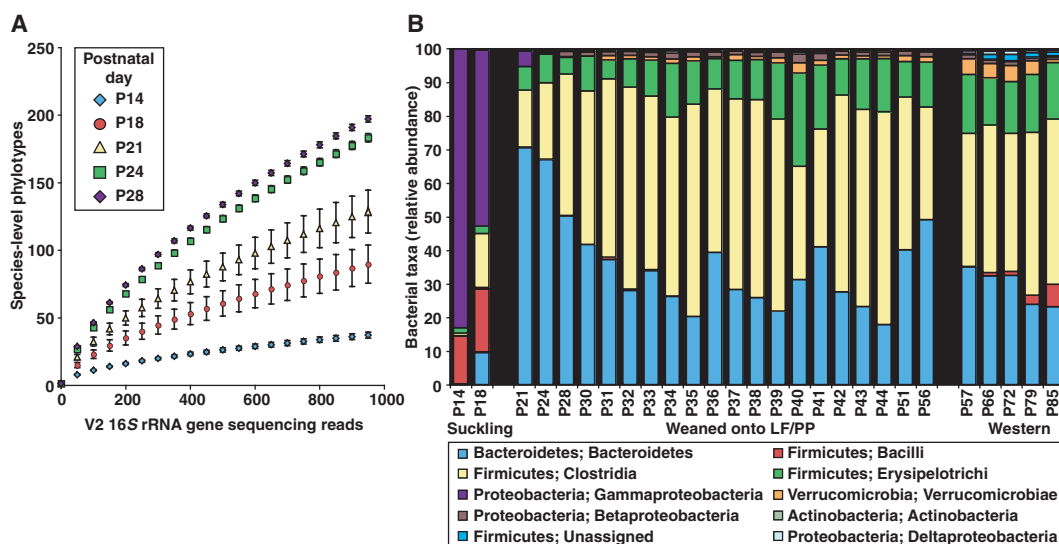 A
Species-level phylotypes
250
200
150
100
50
0
0 200 400 600 800 1000
V2 16S rRNA gene sequencing reads
Postnatal
day
P14
P18
P21
P24
P28
B
Bacterial taxa (relative abundance)
100
90
80
70
60
50
40
30
20
10
0
P14 P18 P21 P24 P28 P30 P31 P32 P33 P34 P35 P36 P37 P38 P39 P40 P41 P42 P43 P44 P51 P56 P57 P66 P72 P79 P85
Suckling Weaned onto LF/PP Western
Bacteroidetes; Bacteroidetes
Firmicutes; Clostridia
Proteobacteria; Gammaproteobacteria
Proteobacteria; Betaproteobacteria
Firmicutes; Unassigned
Firmicutes; Bacilli
Firmicutes; Erysipelotrichi
Verrucomicrobia; Verrucomicrobiae
Actinobacteria; Actinobacteria
Proteobacteria; Deltaproteobacteria